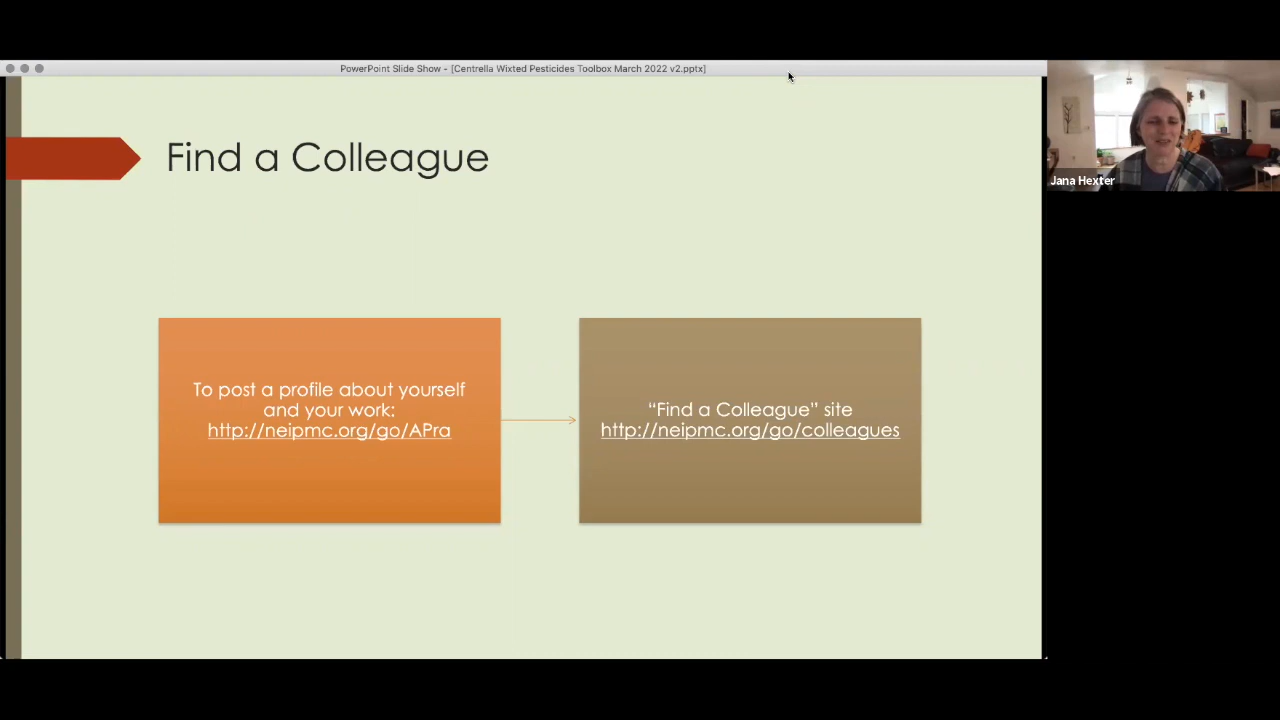 PowerPoint Slide Show - [Centrella Wixted Pesticides Toolbox March 2022 v2.pptx]
Find a Colleague
Jana Hexter
To post a profile about yourself
and your work:
http://neipmc.org/go/APra
“Find a Colleague” site
http://neipmc.org/go/colleagues